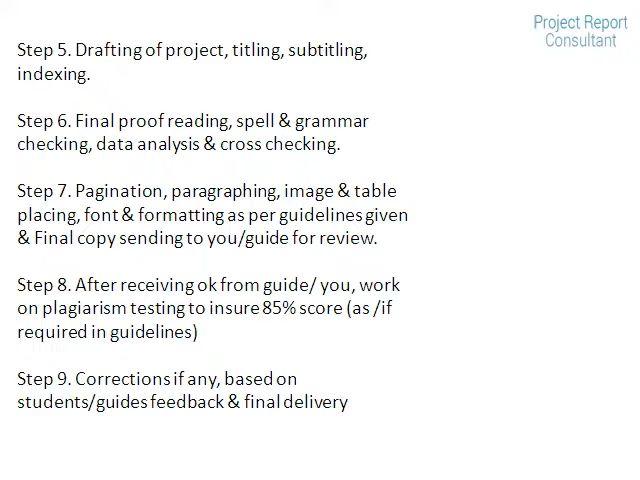 Project Report
Consultant
Step 5. Drafting of project, titling, subtitling,
indexing.
Step 6. Final proof reading, spell & grammar
checking, data analysis & cross checking.
Step 7. Pagination, paragraphing, image & table
placing, font & formatting as per guidelines given
& Final copy sending to you/guide for review.
Step 8. After receiving ok from guide/ you, work
on plagiarism testing to insure 85% score (as /if
required in guidelines)
Step 9. Corrections if any, based on
students/guides feedback & final delivery